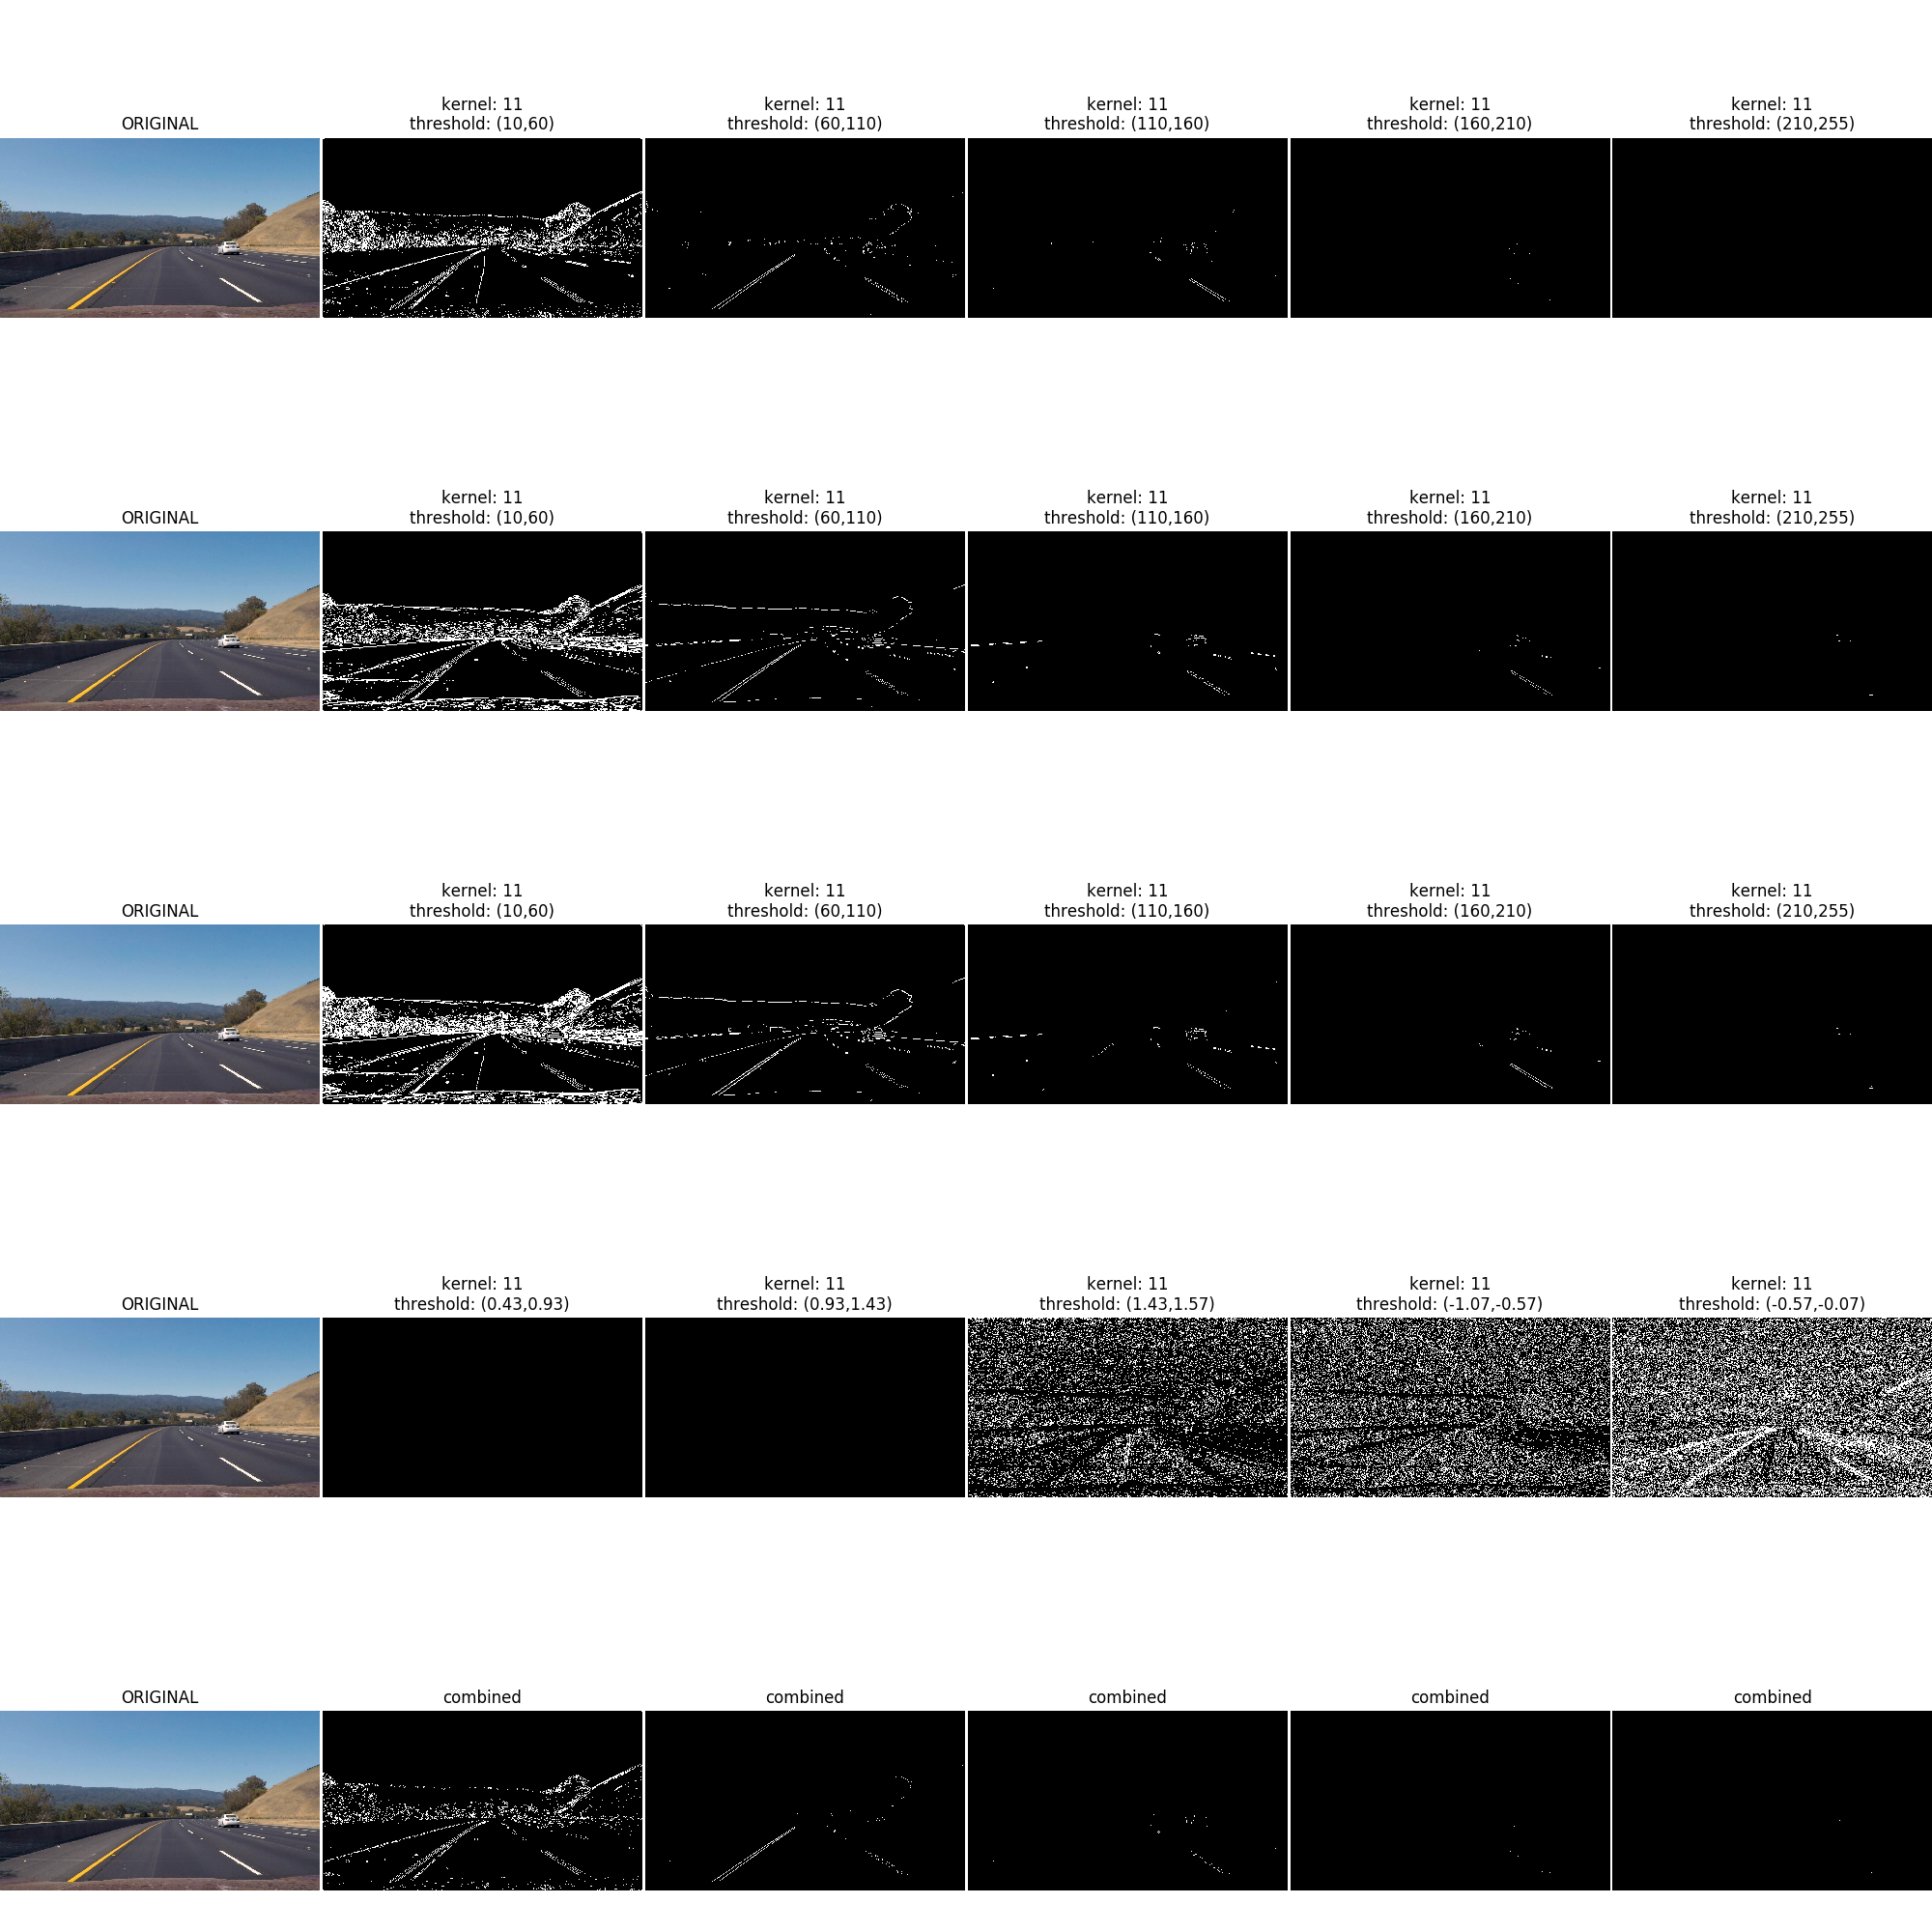 kernel: 11
kernel: 11
kernel: 11
kernel: 11
kernel: 11
ORIGINAL
threshold: (10,60)
threshold: (60,110)
threshold: (110,160)
threshold: (160,210)
threshold: (210,255)
kernel: 11
kernel: 11
kernel: 11
kernel: 11
kernel: 11
ORIGINAL
threshold: (10,60)
threshold: (60,110)
threshold: (110,160)
threshold: (160,210)
threshold: (210,255)
kernel: 11
kernel: 11
kernel: 11
kernel: 11
kernel: 11
ORIGINAL
threshold: (10,60)
threshold: (60,110)
threshold: (110,160)
threshold: (160,210)
threshold: (210,255)
kernel: 11
kernel: 11
kernel: 11
kernel: 11
kernel: 11
ORIGINAL
threshold: (0.43,0.93)
threshold: (0.93,1.43)
threshold: (1.43,1.57)
threshold: (-1.07,-0.57)
threshold: (-0.57,-0.07)
ORIGINAL
combined
combined
combined
combined
combined